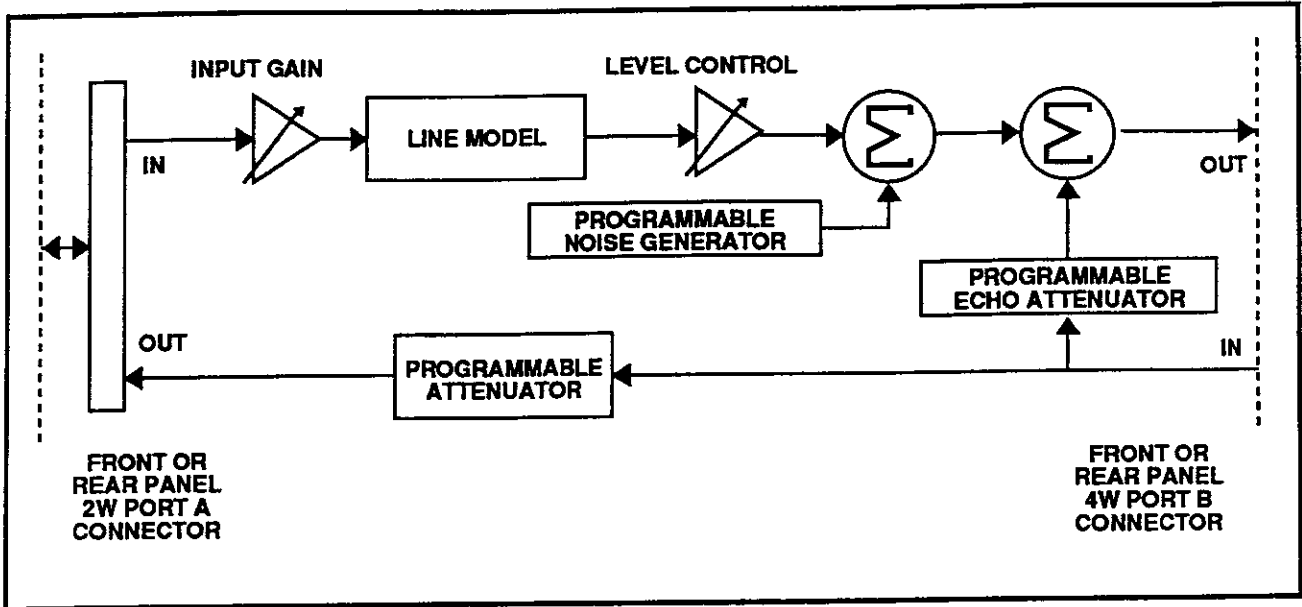 INPUT GAIN
LEVEL CONTROL
LINE MODEL
IN
OUT
PROGRAMMABLE
NOISE GENERATOR
PROGRAMMABLE
ECHO ATTENUATOR
OUT
IN
PROGRAMMABLE
ATTENUATOR
FRONT OR
REAR PANEL
2W PORT A
CONNECTOR
FRONT OR
REAR PANEL
4W PORT B
CONNECTOR